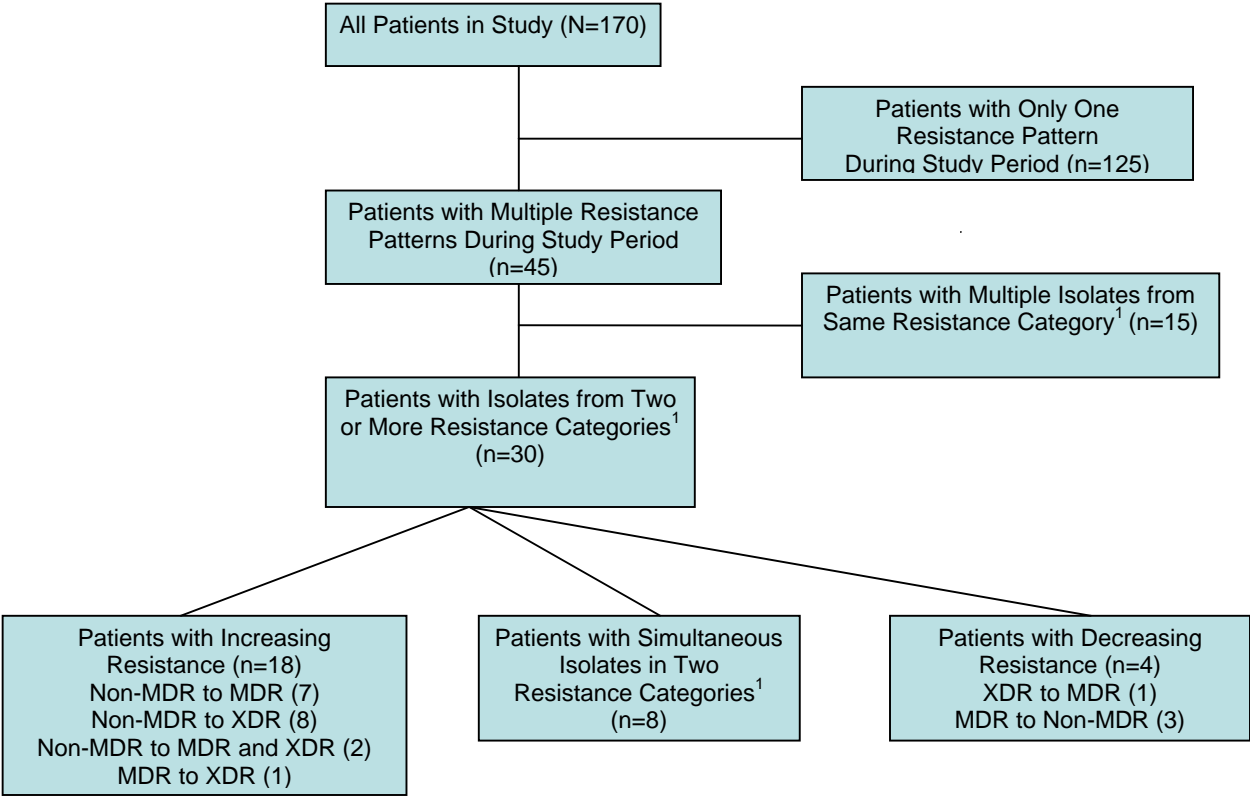 All Patients in Study (N=170)
Patients with Only One
Resistance Pattern
During Study Period (n=125)
Patients with Multiple Resistance
Patterns During Study Period
(n=45)
Patients with Multiple Isolates from
Same Resistance Category¹ (n=15)
Patients with Isolates from Two
or More Resistance Categories¹
(n=30)
Patients with Increasing
Resistance (n=18)
Non-MDR to MDR (7)
Non-MDR to XDR (8)
Non-MDR to MDR and XDR (2)
MDR to XDR (1)
Patients with Simultaneous
Isolates in Two
Resistance Categories¹
(n=8)
Patients with Decreasing
Resistance (n=4)
XDR to MDR (1)
MDR to Non-MDR (3)